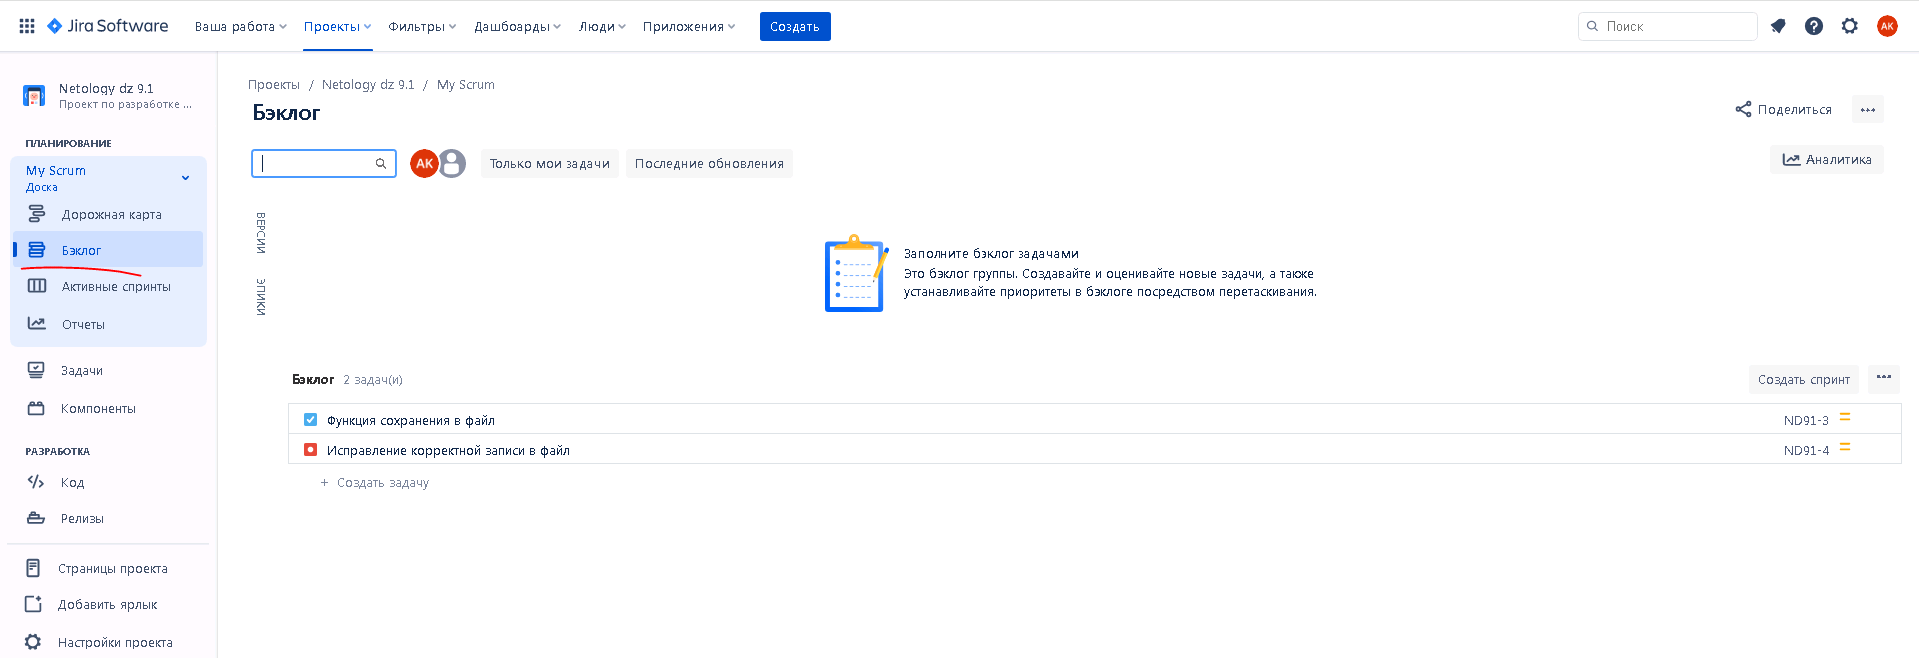 Jira Software Ваша работа Проекты Фильтры Дашборды Люди Приложения Создать Поиск АК
Netology dz 9.1
Проект по разработке ...
ПЛАНИРОВАНИЕ
My Scrum
Доска
Дорожная карта
Бэклог
Активные спринты
Отчеты
Задачи
Компоненты
РАЗРАБОТКА
Код
Релизы
Страницы проекта
Добавить ярлык
Настройки проекта
Проекты / Netology dz 9.1 / My Scrum
Бэклог
Поделиться
АК Только мои задачи Последние обновления
Аналитика
ВЕРСИИ
ЭПИКИ
Заполните бэклог задачами
Это бэклог группы. Создавайте и оценивайте новые задачи, а также
устанавливайте приоритеты в бэклоге посредством перетаскивания.
Бэклог 2 задач(и) Создать спринт
Функция сохранения в файл ND91-3
Исправление корректной записи в файл ND91-4
+ Создать задачу